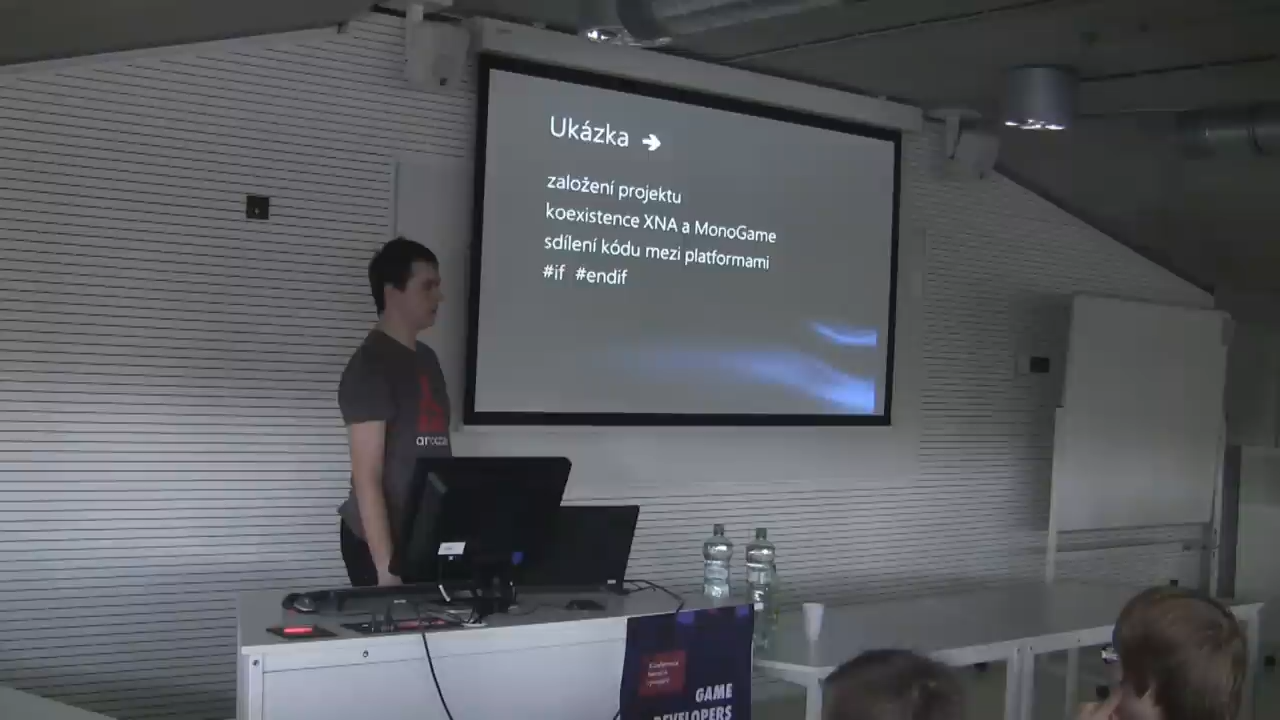 Ukázka
založení projektu
koexistence XNA a MonoGame
sdílení kódu mezi platformami
#if #endif
GAME
DEVELOPERS